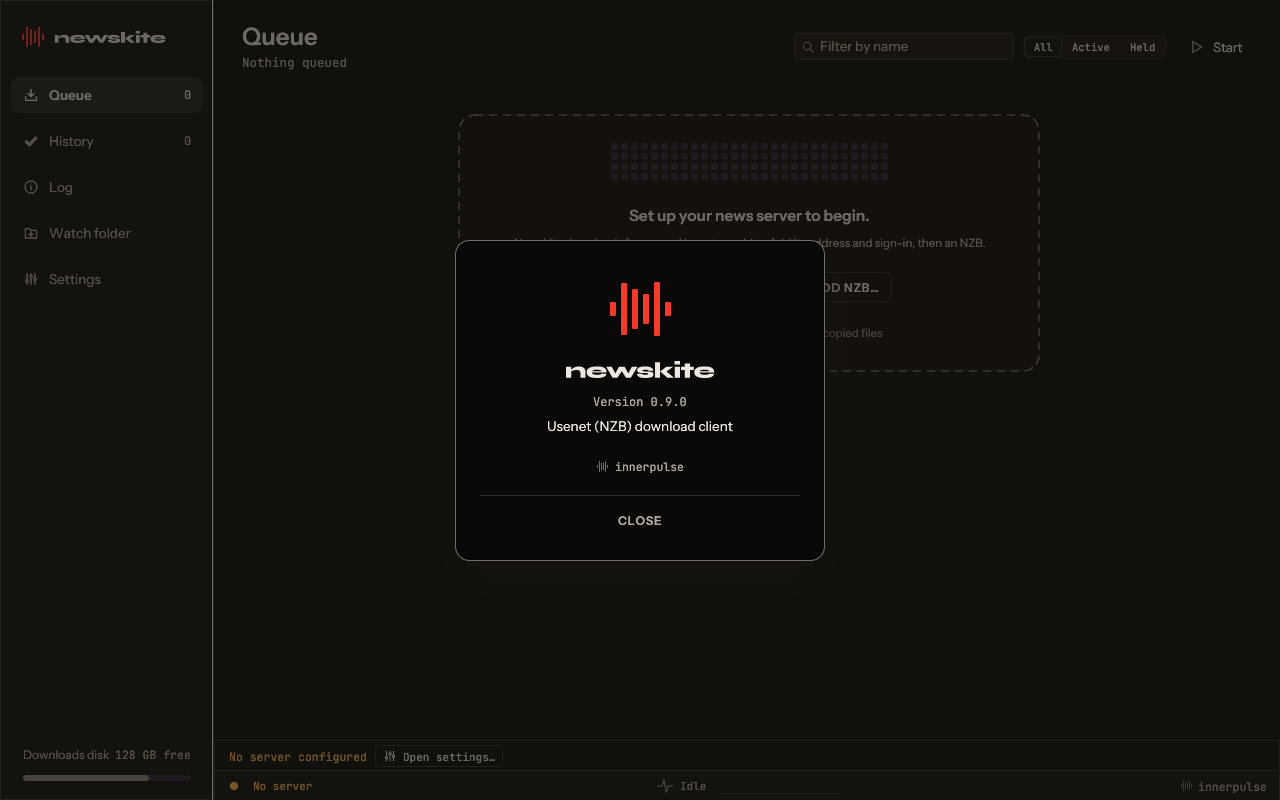 newskite
Queue 0
History 0
Log
Watch folder
Settings
Downloads disk 128 GB free
Queue
Nothing queued
Filter by name
All Active Held
Start
Set up your news server to begin.
and sign-in, then an NZB.
NZB…
copied files
newskite
Version 0.9.0
Usenet (NZB) download client
innerpulse
CLOSE
No server configured Open settings…
No server
Idle
innerpulse